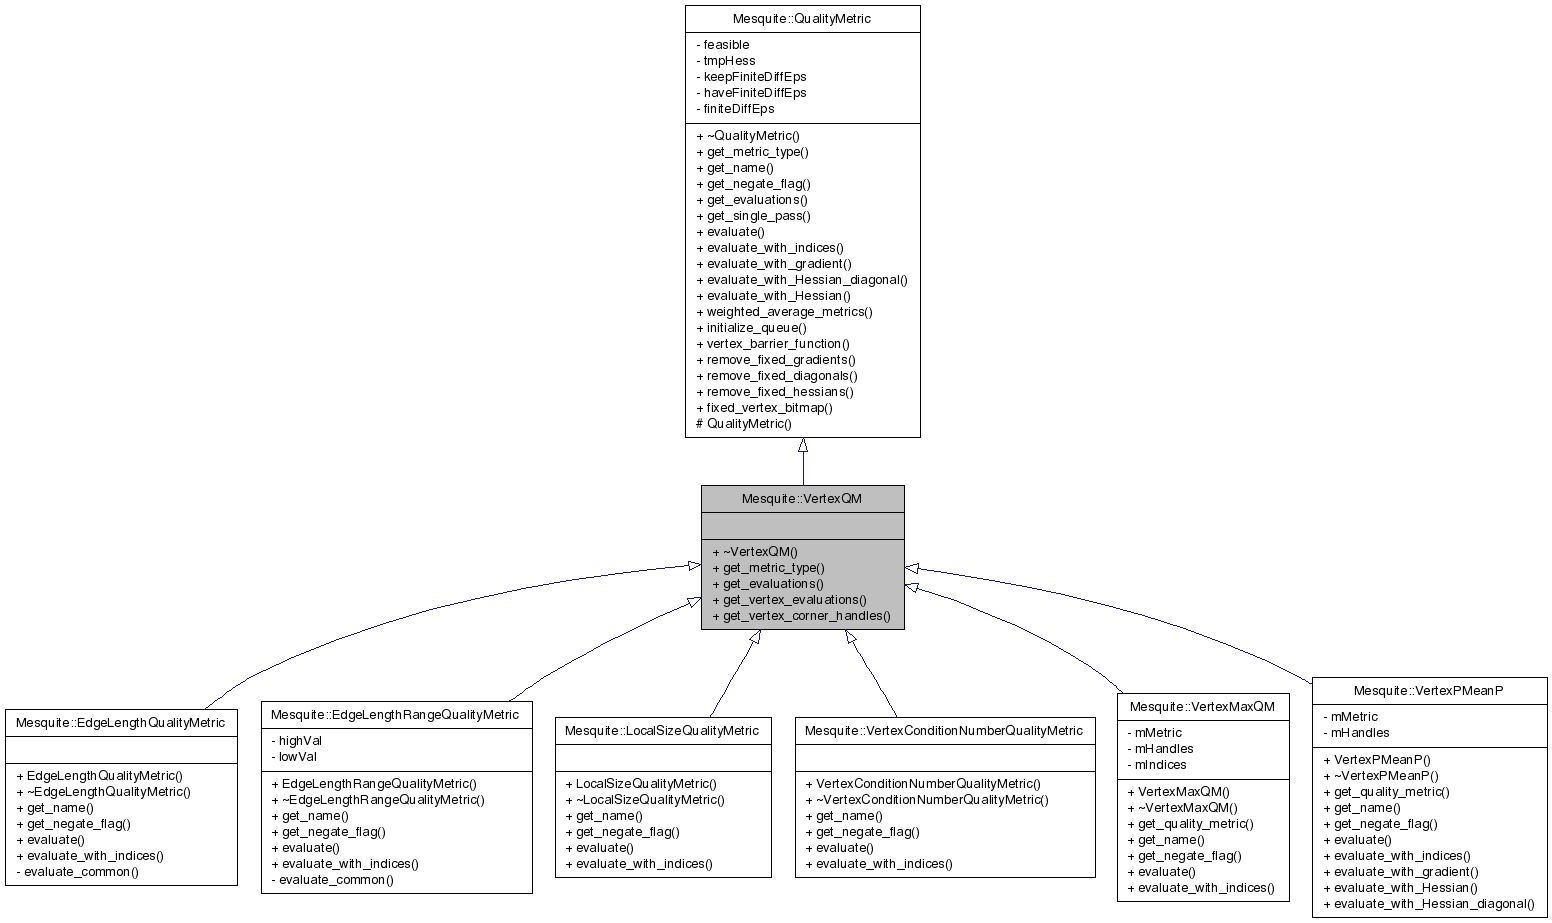 Mesquite::QualityMetric
- feasible
- tmpHess
- keepFiniteDiffEps
- haveFiniteDiffEps
- finiteDiffEps
+ ~QualityMetric()
+ get_metric_type()
+ get_name()
+ get_negate_flag()
+ get_evaluations()
+ get_single_pass()
+ evaluate()
+ evaluate_with_indices()
+ evaluate_with_gradient()
+ evaluate_with_Hessian_diagonal()
+ evaluate_with_Hessian()
+ weighted_average_metrics()
+ initialize_queue()
+ vertex_barrier_function()
+ remove_fixed_gradients()
+ remove_fixed_diagonals()
+ remove_fixed_hessians()
+ fixed_vertex_bitmap()
# QualityMetric()
Mesquite::VertexQM
+ ~VertexQM()
+ get_metric_type()
+ get_evaluations()
+ get_vertex_evaluations()
+ get_vertex_corner_handles()
Mesquite::EdgeLengthQualityMetric
+ EdgeLengthQualityMetric()
+ ~EdgeLengthQualityMetric()
+ get_name()
+ get_negate_flag()
+ evaluate()
+ evaluate_with_indices()
- evaluate_common()
Mesquite::EdgeLengthRangeQualityMetric
- highVal
- lowVal
+ EdgeLengthRangeQualityMetric()
+ ~EdgeLengthRangeQualityMetric()
+ get_name()
+ get_negate_flag()
+ evaluate()
+ evaluate_with_indices()
- evaluate_common()
Mesquite::LocalSizeQualityMetric
+ LocalSizeQualityMetric()
+ ~LocalSizeQualityMetric()
+ get_name()
+ get_negate_flag()
+ evaluate()
+ evaluate_with_indices()
Mesquite::VertexConditionNumberQualityMetric
+ VertexConditionNumberQualityMetric()
+ ~VertexConditionNumberQualityMetric()
+ get_name()
+ get_negate_flag()
+ evaluate()
+ evaluate_with_indices()
Mesquite::VertexMaxQM
- mMetric
- mHandles
- mIndices
+ VertexMaxQM()
+ ~VertexMaxQM()
+ get_quality_metric()
+ get_name()
+ get_negate_flag()
+ evaluate()
+ evaluate_with_indices()
Mesquite::VertexPMeanP
- mMetric
- mHandles
+ VertexPMeanP()
+ ~VertexPMeanP()
+ get_quality_metric()
+ get_name()
+ get_negate_flag()
+ evaluate()
+ evaluate_with_indices()
+ evaluate_with_gradient()
+ evaluate_with_Hessian()
+ evaluate_with_Hessian_diagonal()